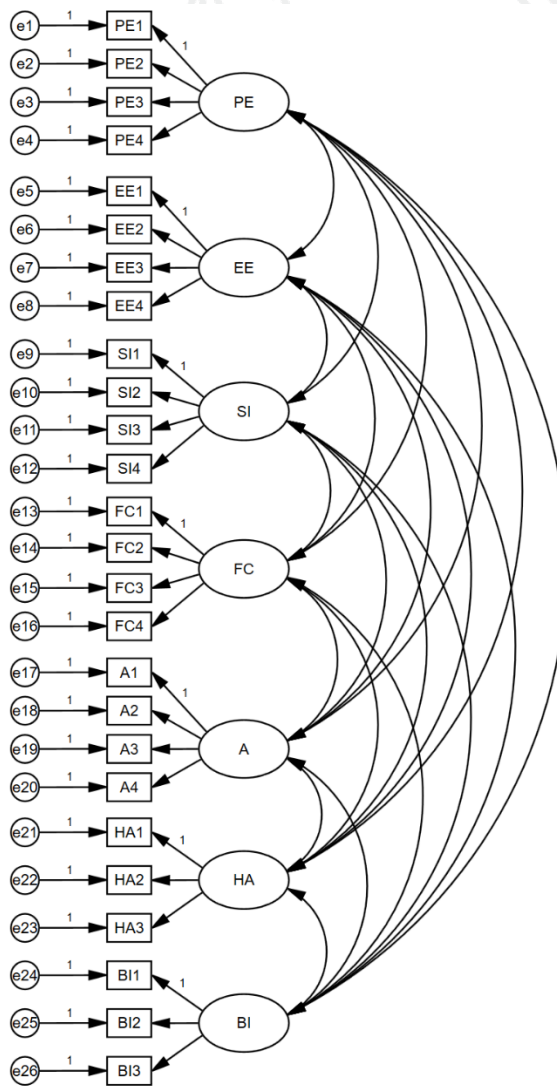 e1 1 PE1
1
e2 1 PE2
PE
e3 1 PE3
e4 1 PE4
e5 1 EE1
1
e6 1 EE2
EE
e7 1 EE3
e8 1 EE4
e9 1 SI1
1
e10 1 SI2
SI
e11 1 SI3
e12 1 SI4
e13 1 FC1
1
e14 1 FC2
FC
e15 1 FC3
e16 1 FC4
e17 1 A1
1
e18 1 A2
A
e19 1 A3
e20 1 A4
e21 1 HA1
1
e22 1 HA2
HA
e23 1 HA3
e24 1 BI1
1
e25 1 BI2
BI
e26 1 BI3